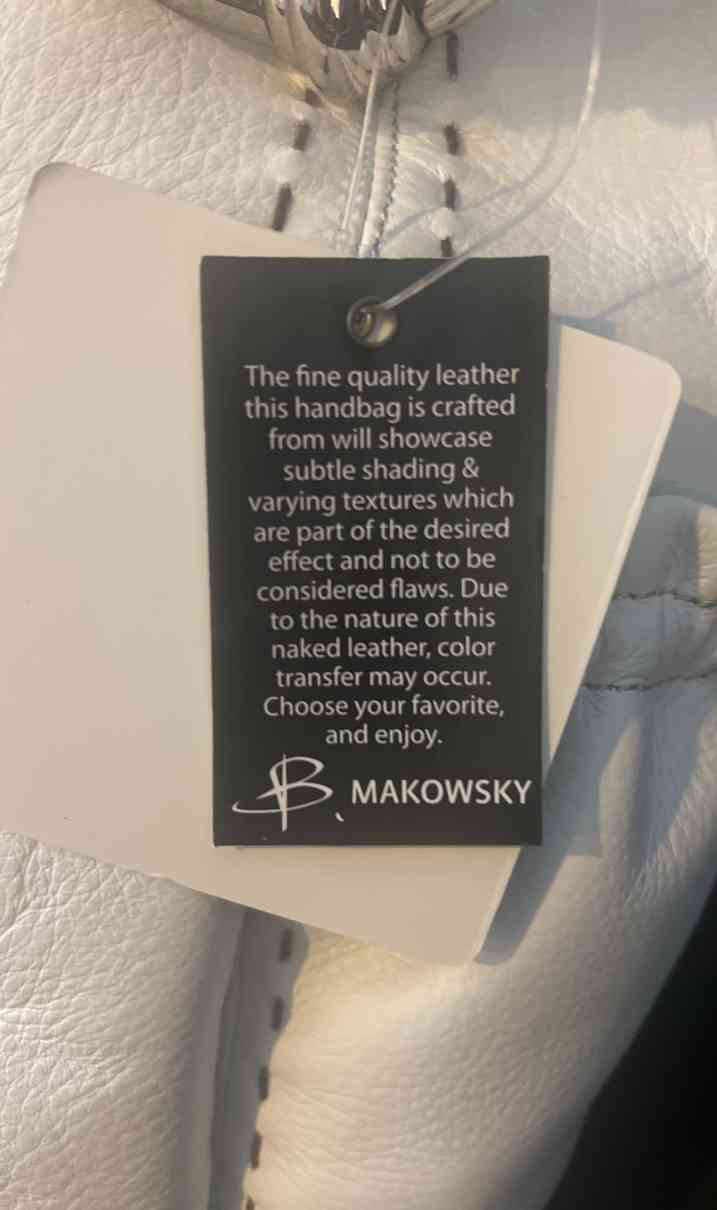 The fine quality leather
this handbag is crafted
from will showcase
subtle shading &
varying textures which
are part of the desired
effect and not to be
considered flaws. Due
to the nature of this
naked leather, color
transfer may occur.
Choose your favorite,
and enjoy.
B. MAKOWSKY